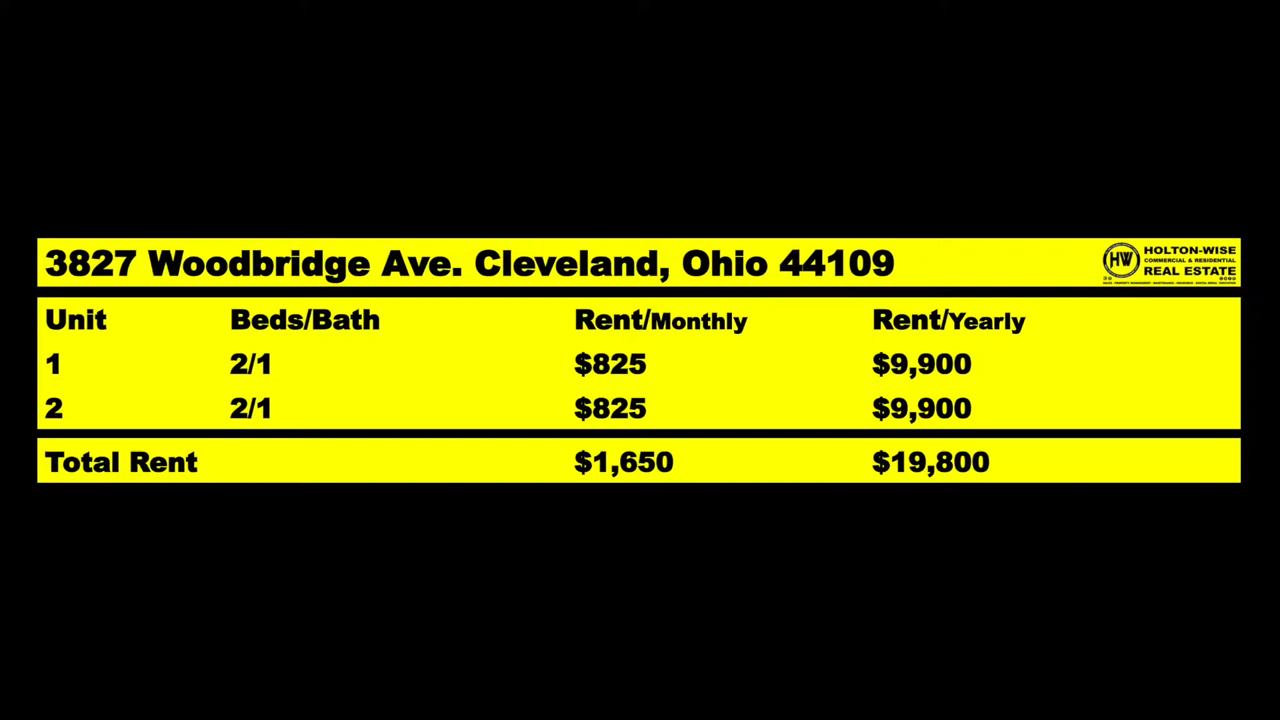 3827 Woodbridge Ave. Cleveland, Ohio 44109
HW
HOLTON-WISE
COMMERCIAL & RESIDENTIAL
REAL ESTATE
Unit Beds/Bath Rent/Monthly Rent/Yearly
1 2/1 $825 $9,900
2 2/1 $825 $9,900
Total Rent $1,650 $19,800